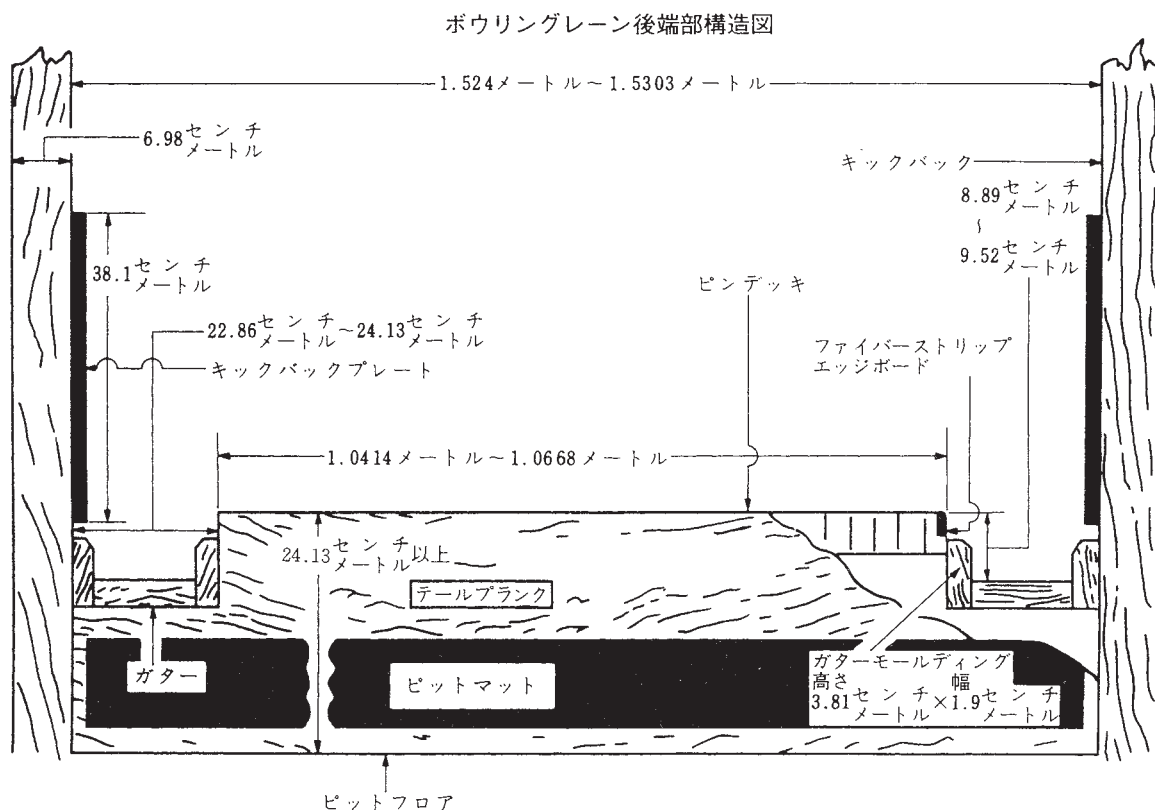 ボウリングレーン後端部構造図
1.524メートル～1.5303メートル
6.98センチメートル
キックバック
8.89センチメートル
～
9.52センチメートル
38.1センチメートル
ピンデッキ
22.86センチメートル～24.13センチメートル
ファイバーストリップ
エッジボード
キックバックプレート
1.0414メートル～1.0668メートル
24.13センチメートル以上
テールプランク
ガター
ピットマット
ガターモールディング
高さ 幅
3.81センチメートル×1.9センチメートル
ピットフロア